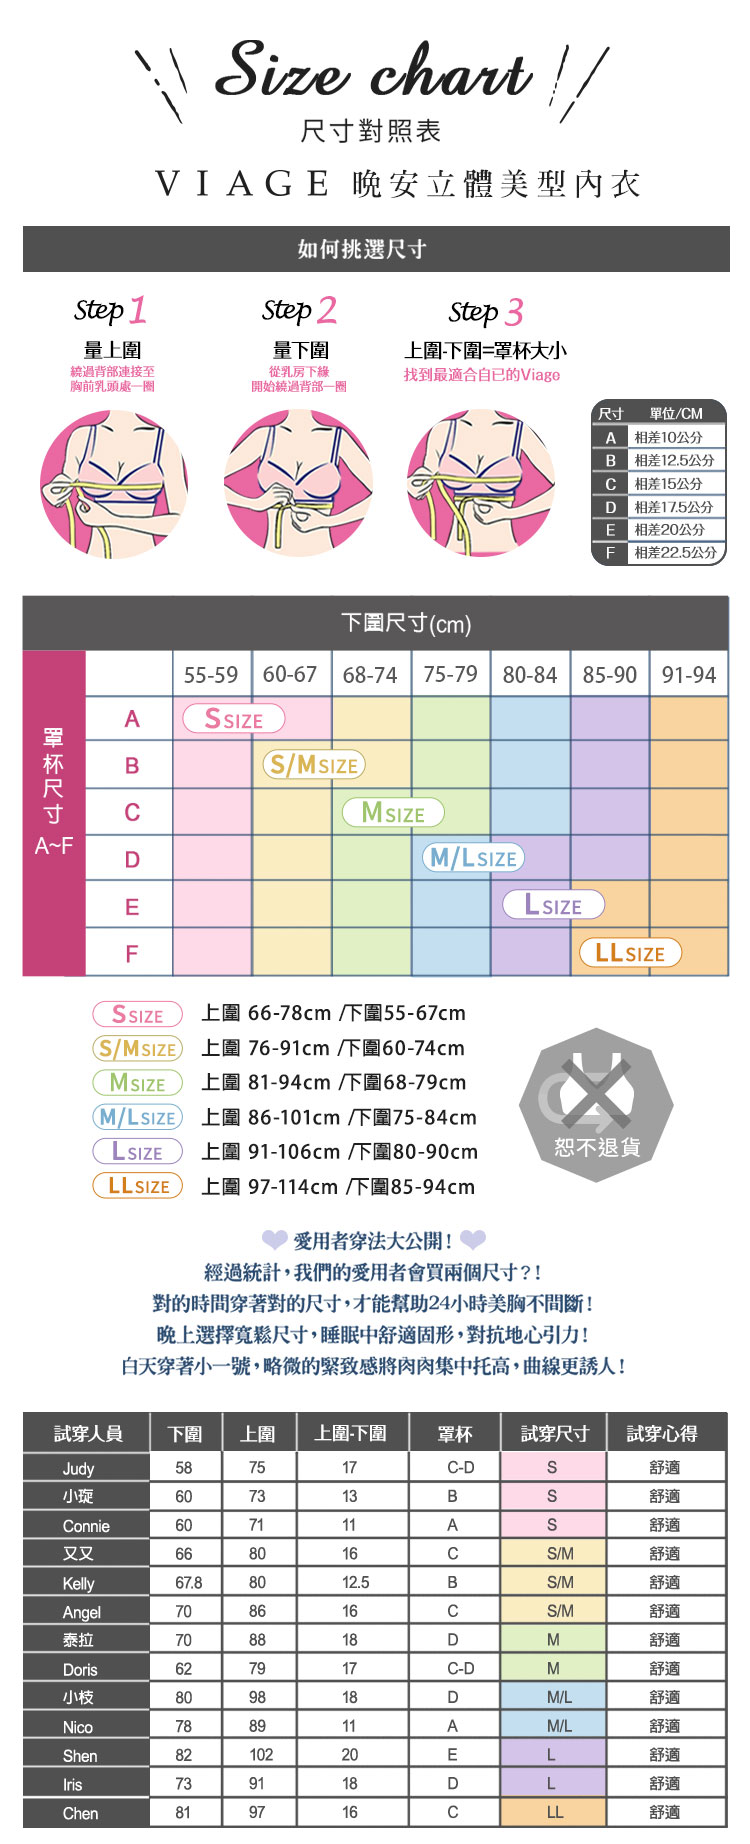 Size chart
尺寸對照表
VIAGE 晚安立體美型內衣
如何挑選尺寸
Step 1
量上圍
繞過背部連接至
胸前乳頭處一圈
Step 2
量下圍
從乳房下緣
開始繞過背部一圈
Step 3
上圍-下圍=罩杯大小
找到最適合自已的Viage
尺寸 單位/CM
A 相差10公分
B 相差12.5公分
C 相差15公分
D 相差17.5公分
E 相差20公分
F 相差22.5公分
下圍尺寸(cm)
55-59 60-67 68-74 75-79 80-84 85-90 91-94
罩杯尺寸 A~F
A S SIZE
B S/M SIZE
C M SIZE
D M/L SIZE
E L SIZE
F LL SIZE
S SIZE 上圍 66-78cm /下圍55-67cm
S/M SIZE 上圍 76-91cm /下圍60-74cm
M SIZE 上圍 81-94cm /下圍68-79cm
M/L SIZE 上圍 86-101cm /下圍75-84cm
L SIZE 上圍 91-106cm /下圍80-90cm
LL SIZE 上圍 97-114cm /下圍85-94cm
恕不退貨
愛用者穿法大公開!
經過統計,我們的愛用者會買兩個尺寸?!
對的時間穿著對的尺寸,才能幫助24小時美胸不間斷!
晚上選擇寬鬆尺寸,睡眠中舒適固形,對抗地心引力!
白天穿著小一號,略微的緊致感將肉肉集中托高,曲線更誘人!
試穿人員 下圍 上圍 上圍-下圍 罩杯 試穿尺寸 試穿心得
Judy 58 75 17 C-D S 舒適
小琁 60 73 13 B S 舒適
Connie 60 71 11 A S 舒適
又又 66 80 16 C S/M 舒適
Kelly 67.8 80 12.5 B S/M 舒適
Angel 70 86 16 C S/M 舒適
泰拉 70 88 18 D M 舒適
Doris 62 79 17 C-D M 舒適
小枝 80 98 18 D M/L 舒適
Nico 78 89 11 A M/L 舒適
Shen 82 102 20 E L 舒適
Iris 73 91 18 D L 舒適
Chen 81 97 16 C LL 舒適